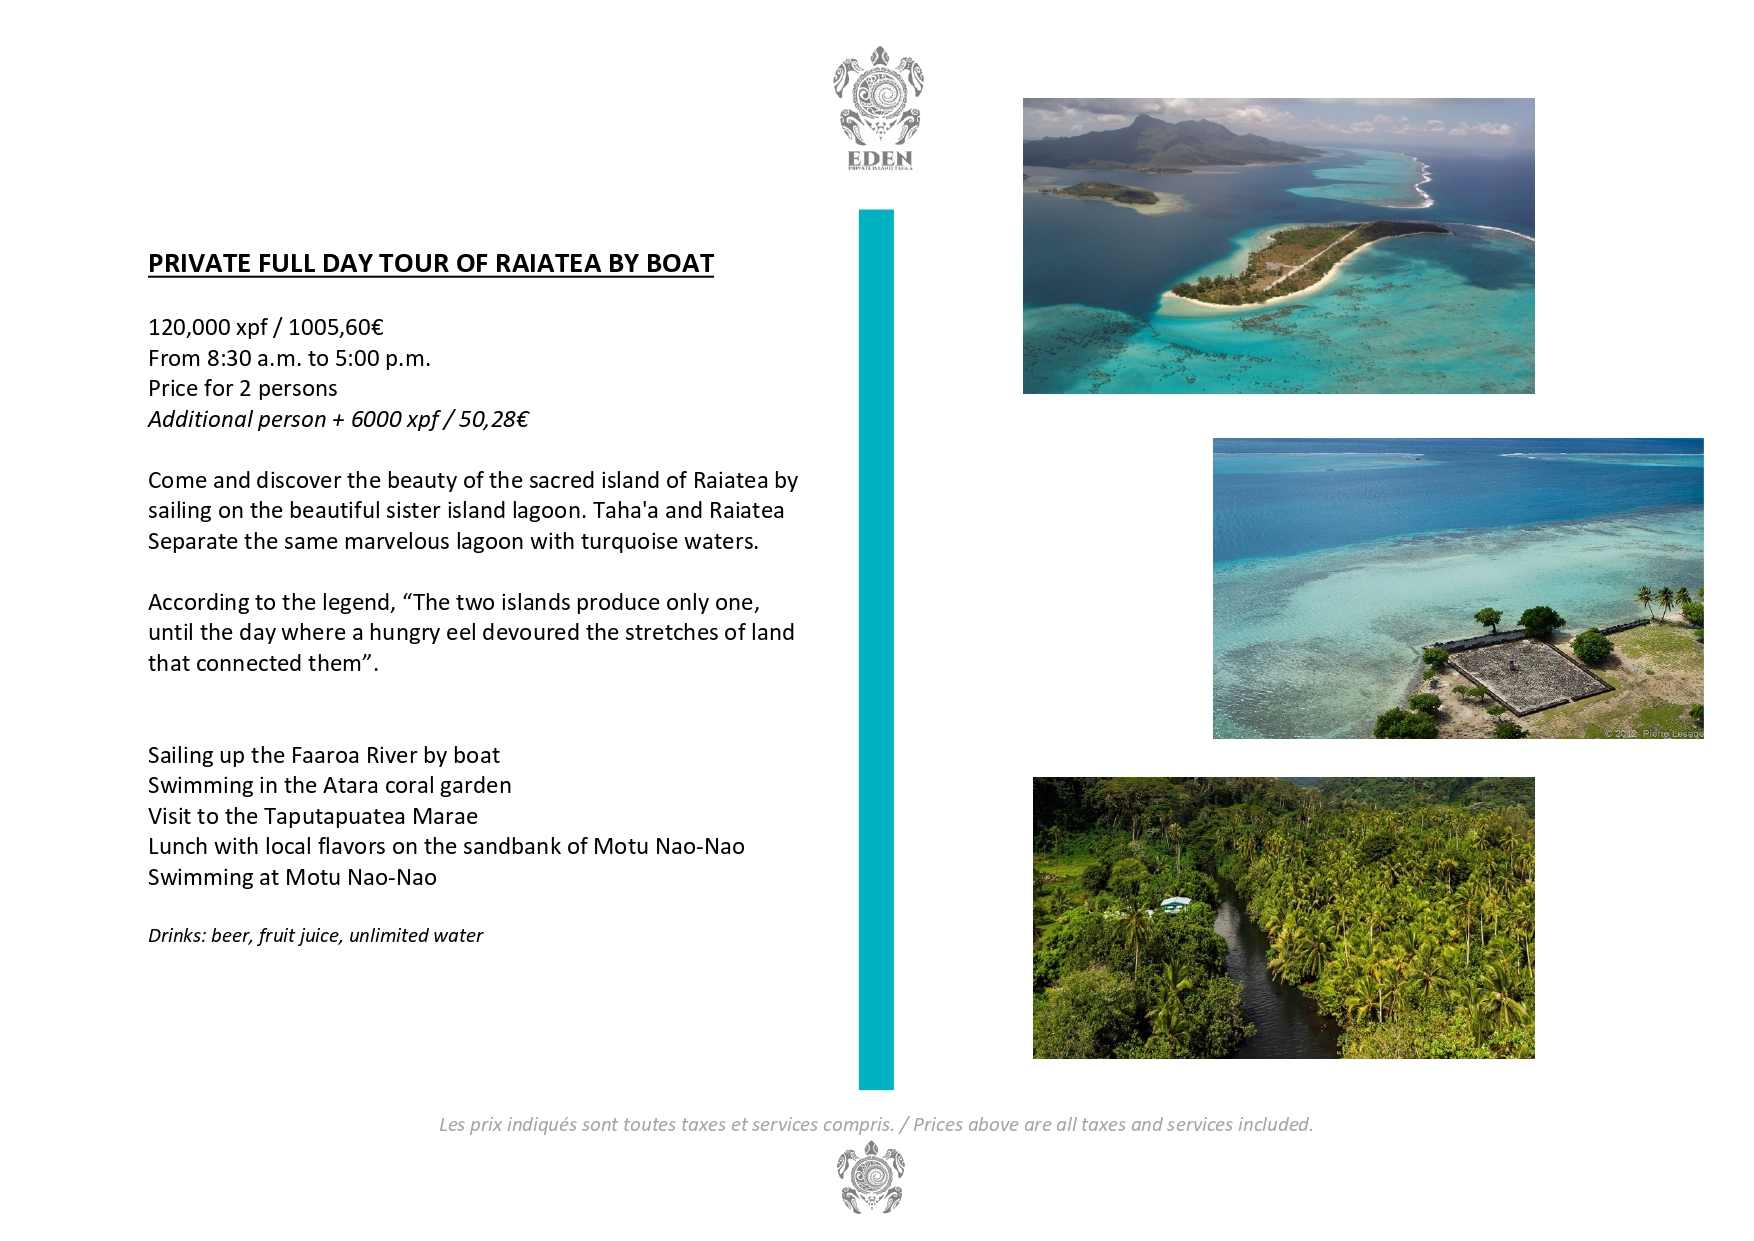 EDEN
PRIVATE ISLAND TAHA'A
PRIVATE FULL DAY TOUR OF RAIATEA BY BOAT
120,000 xpf / 1005,60€
From 8:30 a.m. to 5:00 p.m.
Price for 2 persons
Additional person + 6000 xpf / 50,28€
Come and discover the beauty of the sacred island of Raiatea by
sailing on the beautiful sister island lagoon. Taha'a and Raiatea
Separate the same marvelous lagoon with turquoise waters.
According to the legend, “The two islands produce only one,
until the day where a hungry eel devoured the stretches of land
that connected them”.
Sailing up the Faaroa River by boat
Swimming in the Atara coral garden
Visit to the Taputapuatea Marae
Lunch with local flavors on the sandbank of Motu Nao-Nao
Swimming at Motu Nao-Nao
Drinks: beer, fruit juice, unlimited water
© 2012- Pierre Lesage
Les prix indiqués sont toutes taxes et services compris. / Prices above are all taxes and services included.